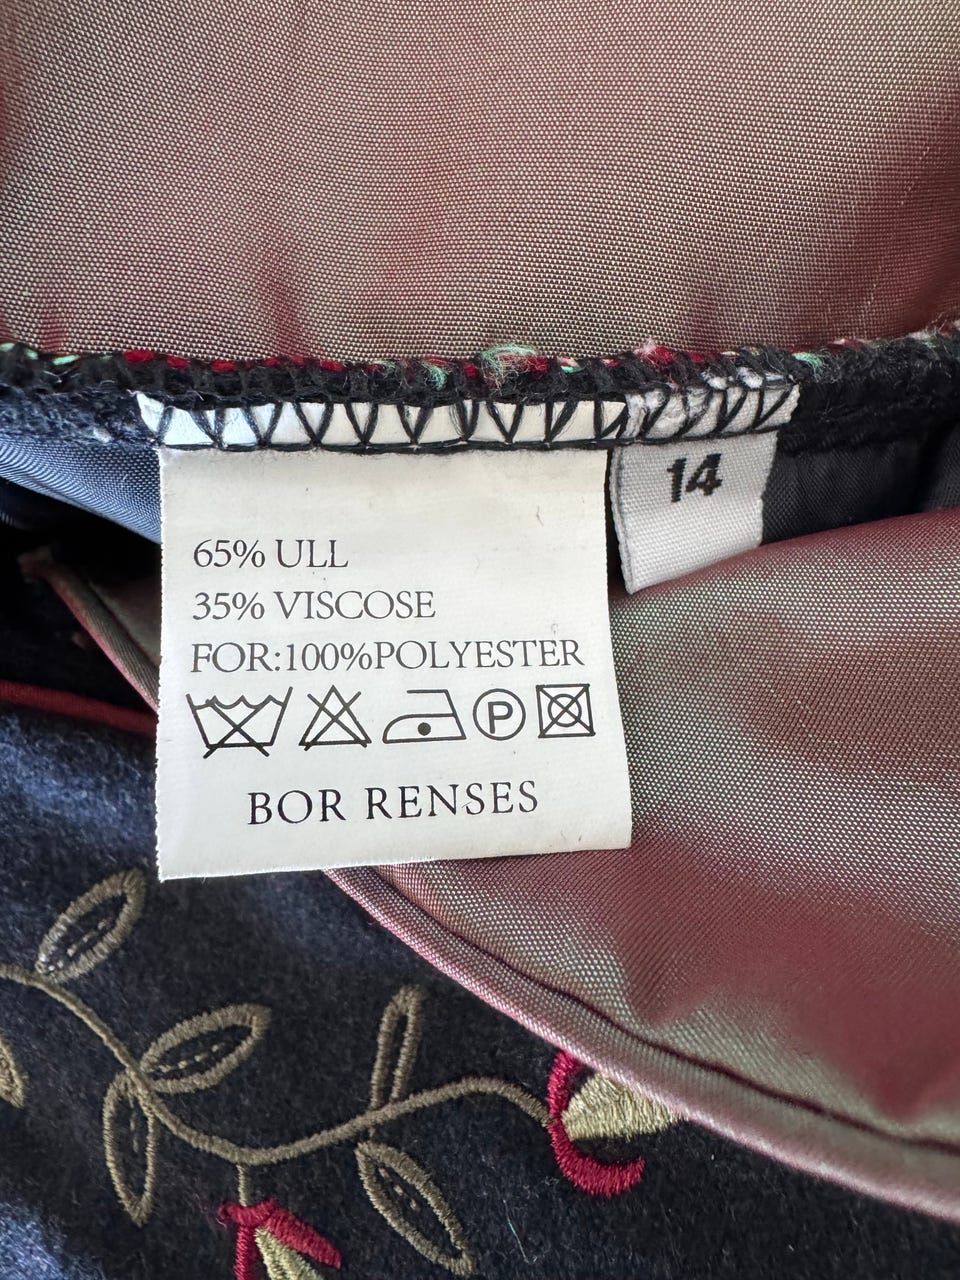 14
65% ULL
35% VISCOSE
FOR:100%POLYESTER
P
BOR RENSES